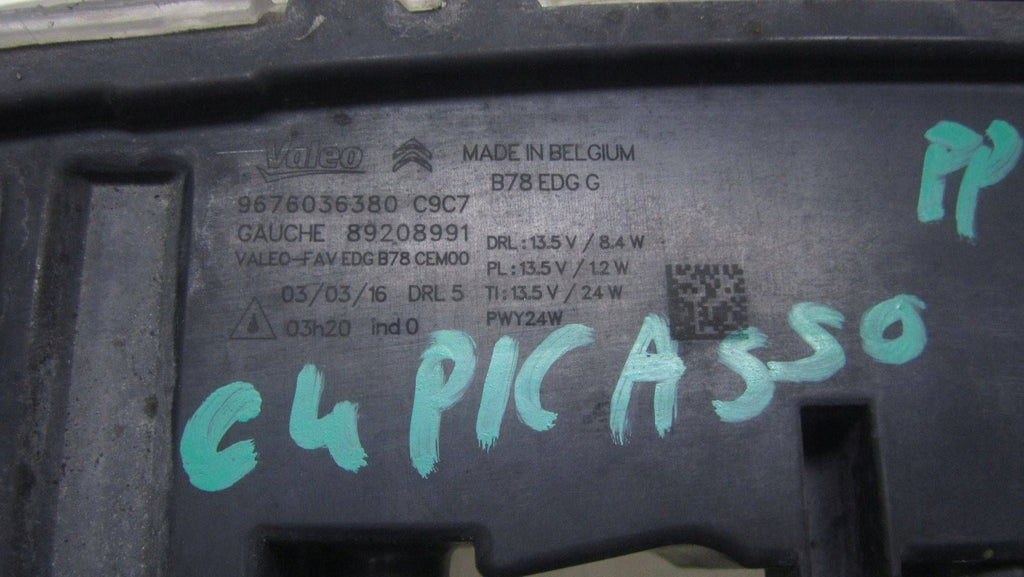 Valeo MADE IN BELGIUM
B78 EDG G
9676036380 C9C7
GAUCHE 89208991
VALEO-FAV EDG B78 CEM00
03/03/16 DRL 5
03h20 ind 0
DRL : 13.5 V / 8.4 W
PL : 13.5 V / 1.2 W
TI : 13.5 V / 24 W
PWY24W
PP
C4 PICASSO